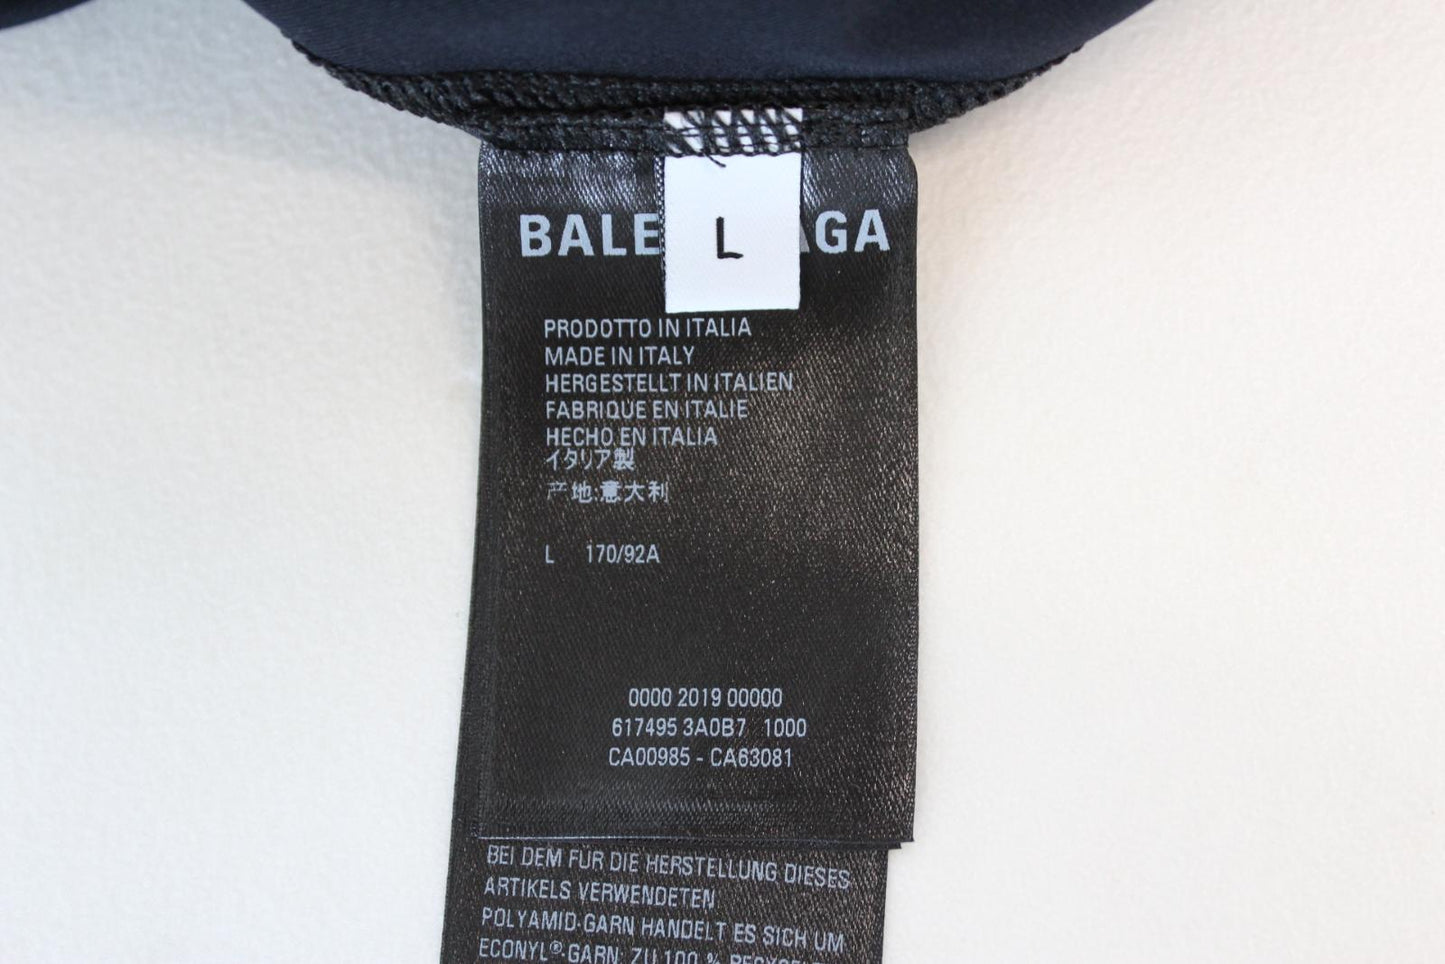 BALE AGA
L
PRODOTTO IN ITALIA
MADE IN ITALY
HERGESTELLT IN ITALIEN
FABRIQUE EN ITALIE
HECHO EN ITALIA
イタリア製
产地:意大利
L 170/92A
0000 2019 00000
617495 3A0B7 1000
CA00985 - CA63081
BEI DEM FÜR DIE HERSTELLUNG DIESES
ARTIKELS VERWENDETEN
POLYAMID-GARN HANDELT ES SICH UM
ECONYL®-GARN: ZU 100 %